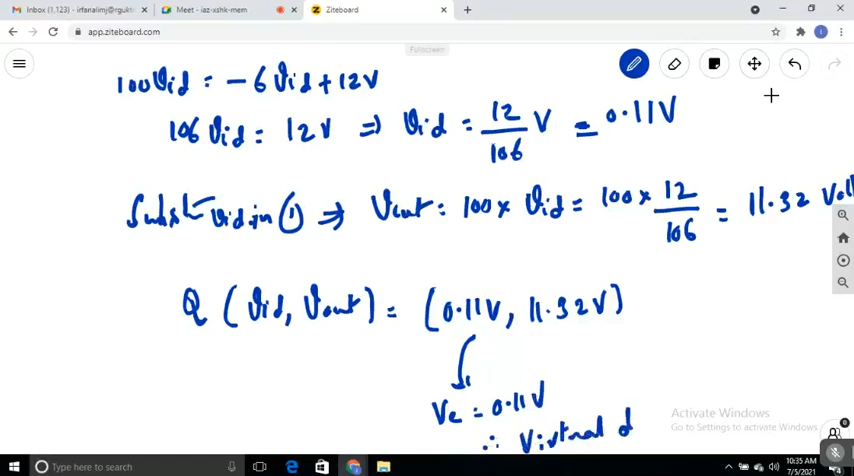 Inbox (1,123) - irfanalimj@rgukt
Meet - iaz-xshk-mem
Ziteboard
app.ziteboard.com
Fullscreen
100 Vid = - 6 Vid + 12V
106 Vid = 12V ⇒ Vid = 12/106 V = 0.11V
Vid in (1) ⇒ Vout = 100 x Vid = 100 x 12/106 = 11.32 Volt
Q (Vid, Vout) = (0.11V, 11.32V)
= 0.11V
∴ Virtual
Activate Windows
Go to Settings to activate Windows.
0
Type here to search
10:35 AM
7/5/2021